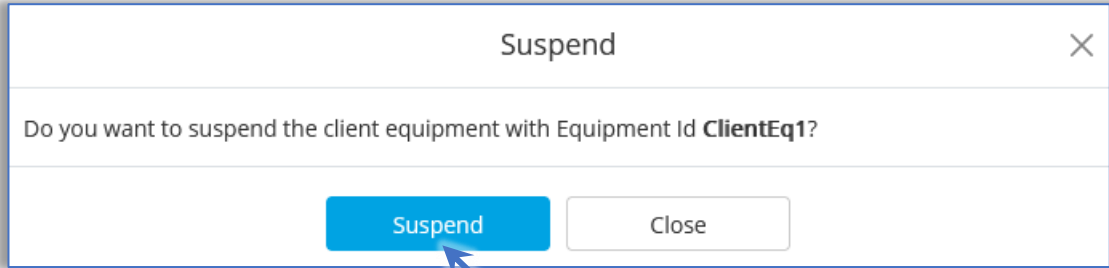 Suspend
Do you want to suspend the client equipment with Equipment Id ClientEq1?
Suspend Close